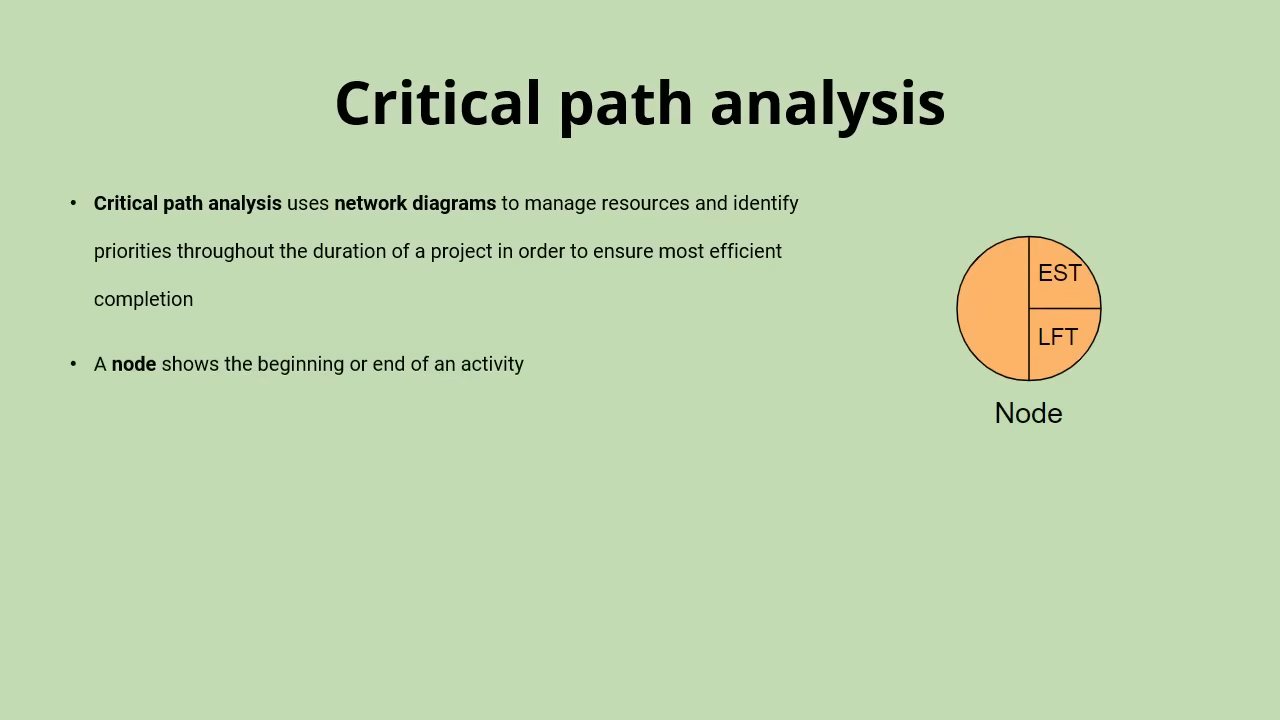 Critical path analysis
• Critical path analysis uses network diagrams to manage resources and identify
priorities throughout the duration of a project in order to ensure most efficient
completion
• A node shows the beginning or end of an activity
EST
LFT
Node